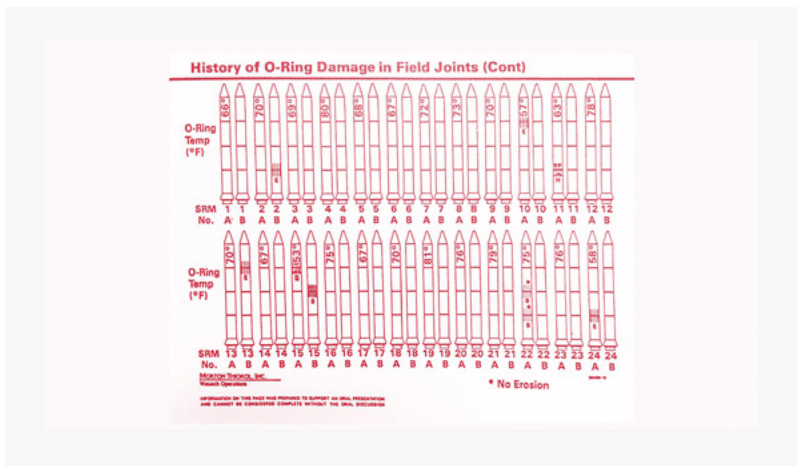 History of O-Ring Damage in Field Joints (Cont)
66° 70° 69° 80° 68° 67° 72° 73° 70° 57° 63° 78°
O-Ring
Temp
(°F)
E
E
SRM 1 1 2 2 3 3 4 4 5 5 6 6 7 7 8 8 9 9 10 10 11 11 12 12
No. A B A B A B A B A B A B A B A B A B A B A B A B
70° 67° 53° 75° 67° 70° 81° 76° 79° 75° 76° 58°
O-Ring
Temp
(°F)
SRM 13 13 14 14 15 15 16 16 17 17 18 18 19 19 20 20 21 21 22 22 23 23 24 24
No. A B A B A B A B A B A B A B A B A B A B A B A B
MORTON THIOKOL, INC.
Wasatch Operations
* No Erosion
INFORMATION ON THIS PAGE WAS PREPARED TO SUPPORT AN ORAL PRESENTATION
AND CANNOT BE CONSIDERED COMPLETE WITHOUT THE ORAL DISCUSSION